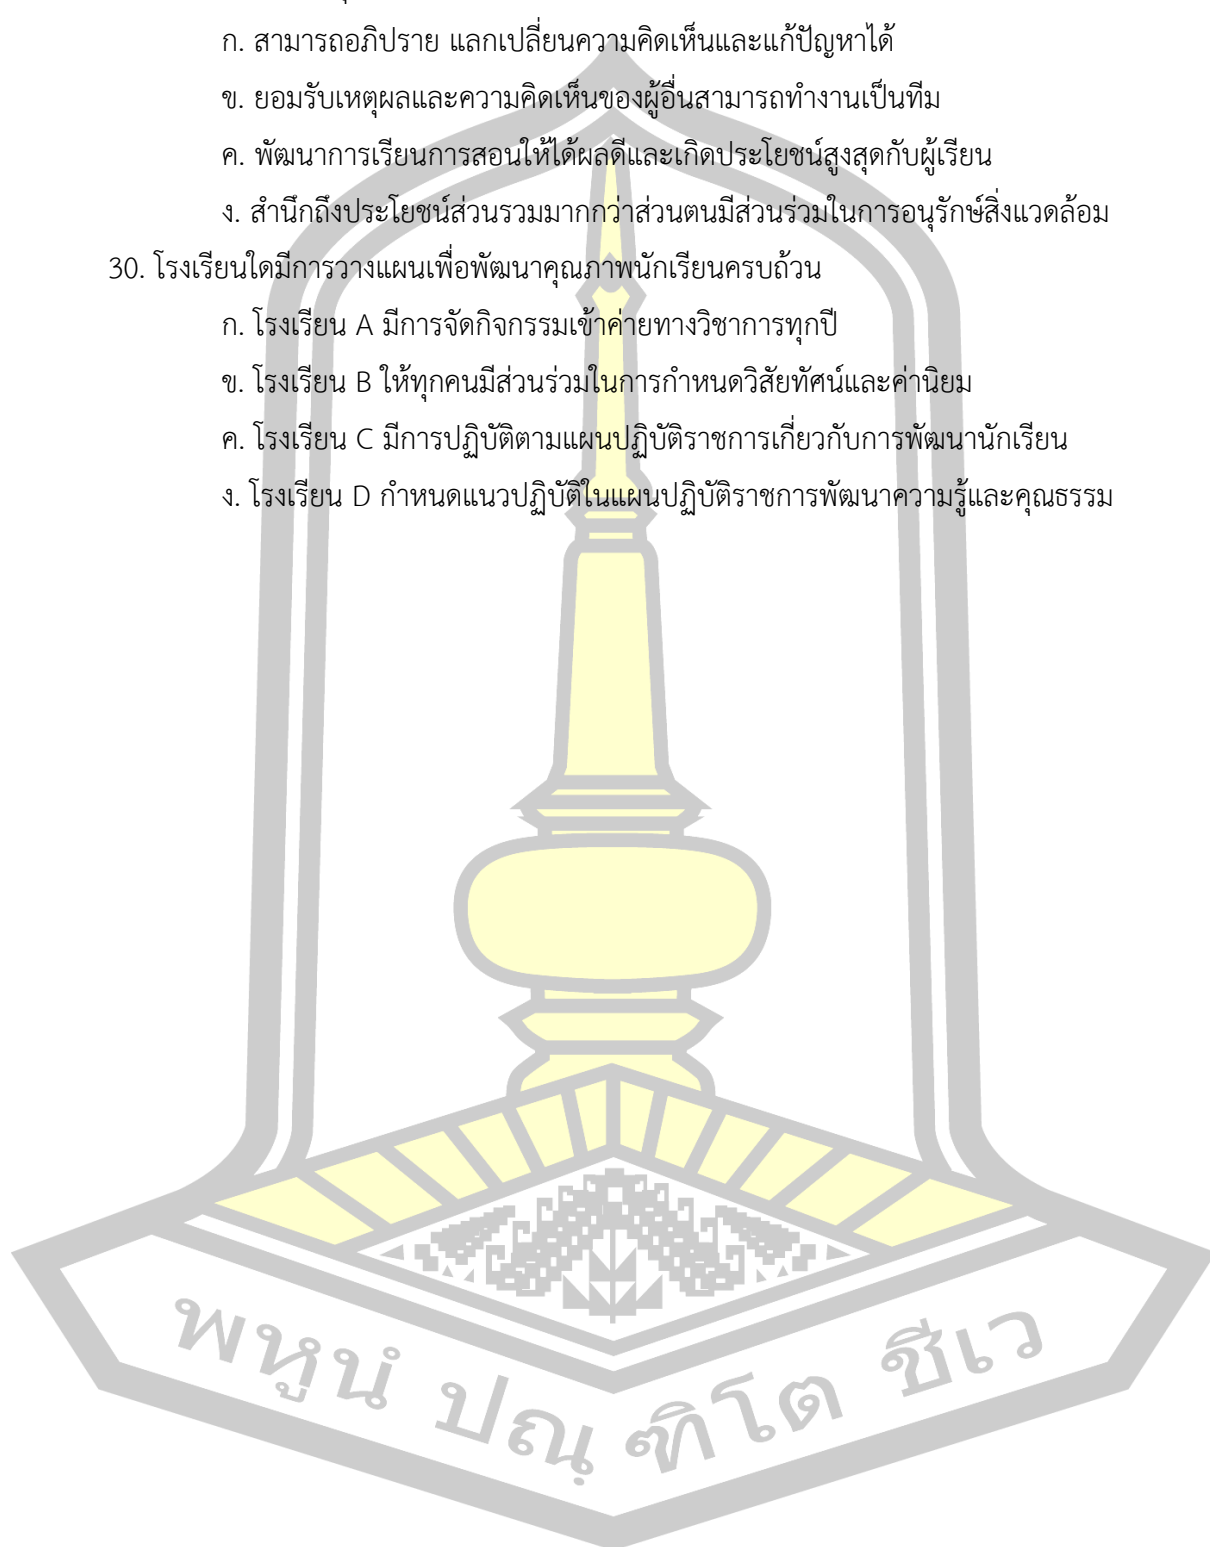 ก. สามารถอภิปราย แลกเปลี่ยนความคิดเห็นและแก้ปัญหาได้
ข. ยอมรับเหตุผลและความคิดเห็นของผู้อื่นสามารถทำงานเป็นทีม
ค. พัฒนาการเรียนการสอนให้ได้ผลดีและเกิดประโยชน์สูงสุดกับผู้เรียน
ง. สำนึกถึงประโยชน์ส่วนรวมมากกว่าส่วนตนมีส่วนร่วมในการอนุรักษ์สิ่งแวดล้อม
30. โรงเรียนใดมีการวางแผนเพื่อพัฒนาคุณภาพนักเรียนครบถ้วน
ก. โรงเรียน A มีการจัดกิจกรรมเข้าค่ายทางวิชาการทุกปี
ข. โรงเรียน B ให้ทุกคนมีส่วนร่วมในการกำหนดวิสัยทัศน์และค่านิยม
ค. โรงเรียน C มีการปฏิบัติตามแผนปฏิบัติราชการเกี่ยวกับการพัฒนานักเรียน
ง. โรงเรียน D กำหนดแนวปฏิบัติในแผนปฏิบัติราชการพัฒนาความรู้และคุณธรรม
พหูนํ ปณฺฑิโต ชีเว